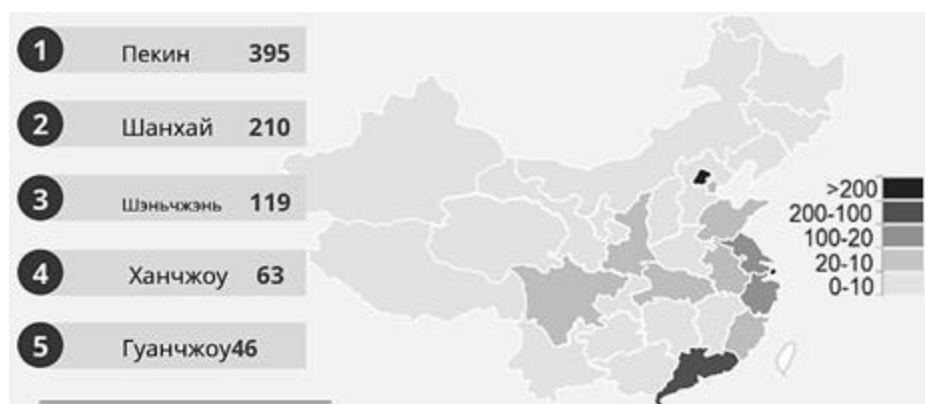 1 Пекин 395
2 Шанхай 210
3 Шэньчжэнь 119
4 Ханчжоу 63
5 Гуанчжоу46
>200
200-100
100-20
20-10
0-10